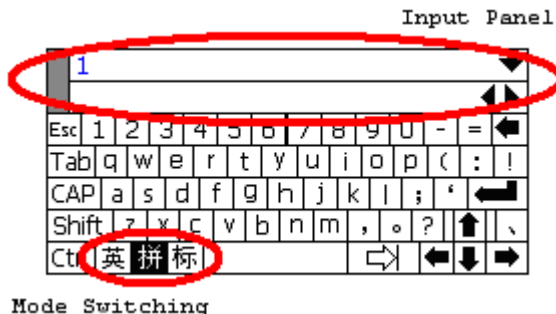 Input Panel
1
Esc 1 2 3 4 5 6 7 8 9 0 - =
Tab q w e r t y u i o p ( : !
CAP a s d f g h j k l ; ‘
Shift z x c v b n m , 。 ? 、
Ctrl 英 拼 标
Mode Switching